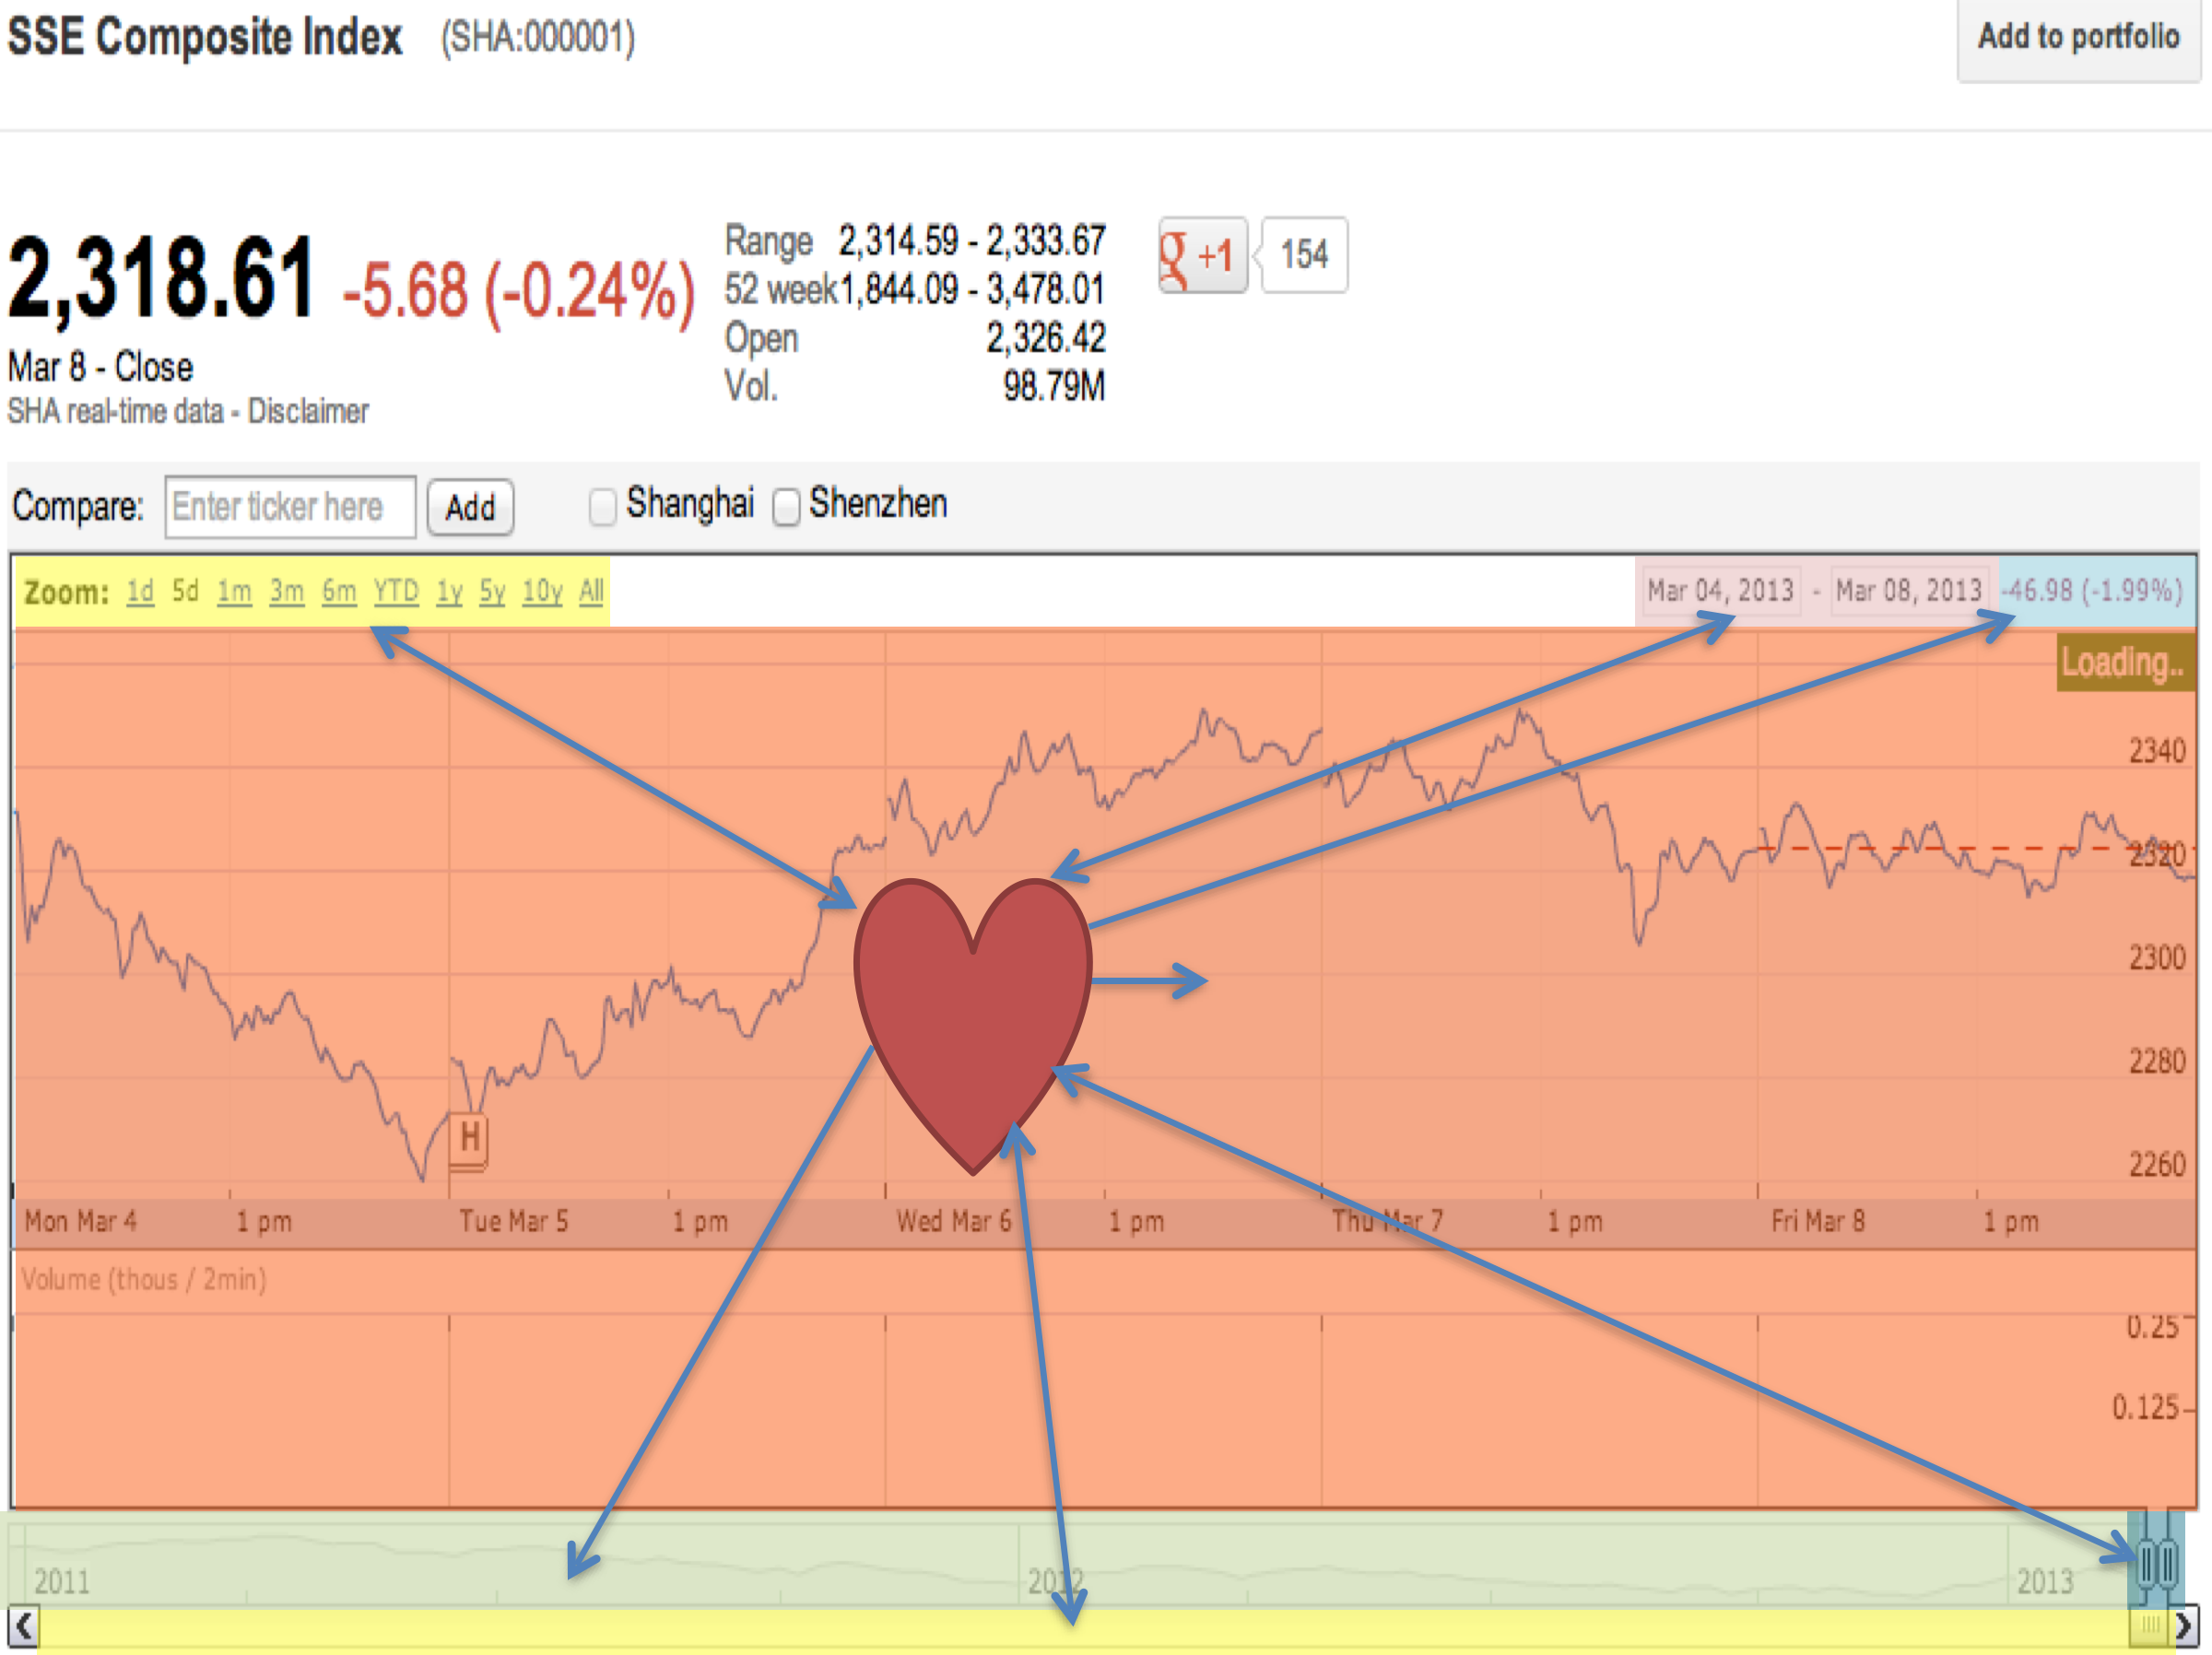 SSE Composite Index (SHA:000001)
Add to portfolio
2,318.61 -5.68 (-0.24%)
Mar 8 - Close
SHA real-time data - Disclaimer
Range 2,314.59 - 2,333.67
52 week 1,844.09 - 3,478.01
Open 2,326.42
Vol. 98.79M
g +1 154
Compare: Enter ticker here Add Shanghai Shenzhen
Zoom: 1d 5d 1m 3m 6m YTD 1y 5y 10y All
Mar 04, 2013 - Mar 08, 2013 -46.98 (-1.99%)
Loading..
2340
2320
2300
2280
H
2260
Mon Mar 4 1 pm Tue Mar 5 1 pm Wed Mar 6 1 pm Thu Mar 7 1 pm Fri Mar 8 1 pm
Volume (thous / 2min)
0.25
0.125
2011 2012 2013